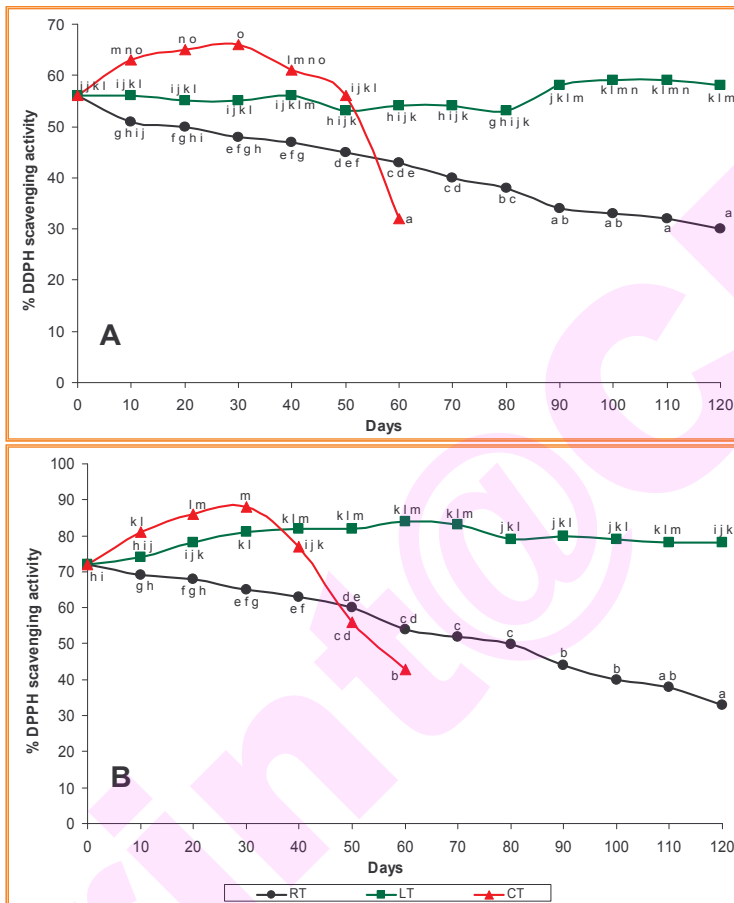 70
60
50
40
30
20
10
0
% DDPH scavenging activity
m n o
n o
o
l m n o
i j k l
i j k l
i j k l
i j k l
i j k l
i j k l m
h i j k
h i j k
h i j k
g h i j k
j k l m
k l m n
k l m n
k l m
g h i j
f g h i
e f g h
e f g
d e f
c d e
c d
b c
a b
a b
a
a
a
A
0 10 20 30 40 50 60 70 80 90 100 110 120
Days
100
90
80
70
60
50
40
30
20
10
0
% DPPH scavenging activity
k l
l m
m
i j k
c d
b
h i
h i j
i j k
k l
k l m
k l m
k l m
k l m
j k l
j k l
j k l
k l m
i j k
g h
f g h
e f g
e f
d e
c d
c
c
b
b
a b
a
B
0 10 20 30 40 50 60 70 80 90 100 110 120
Days
RT LT CT